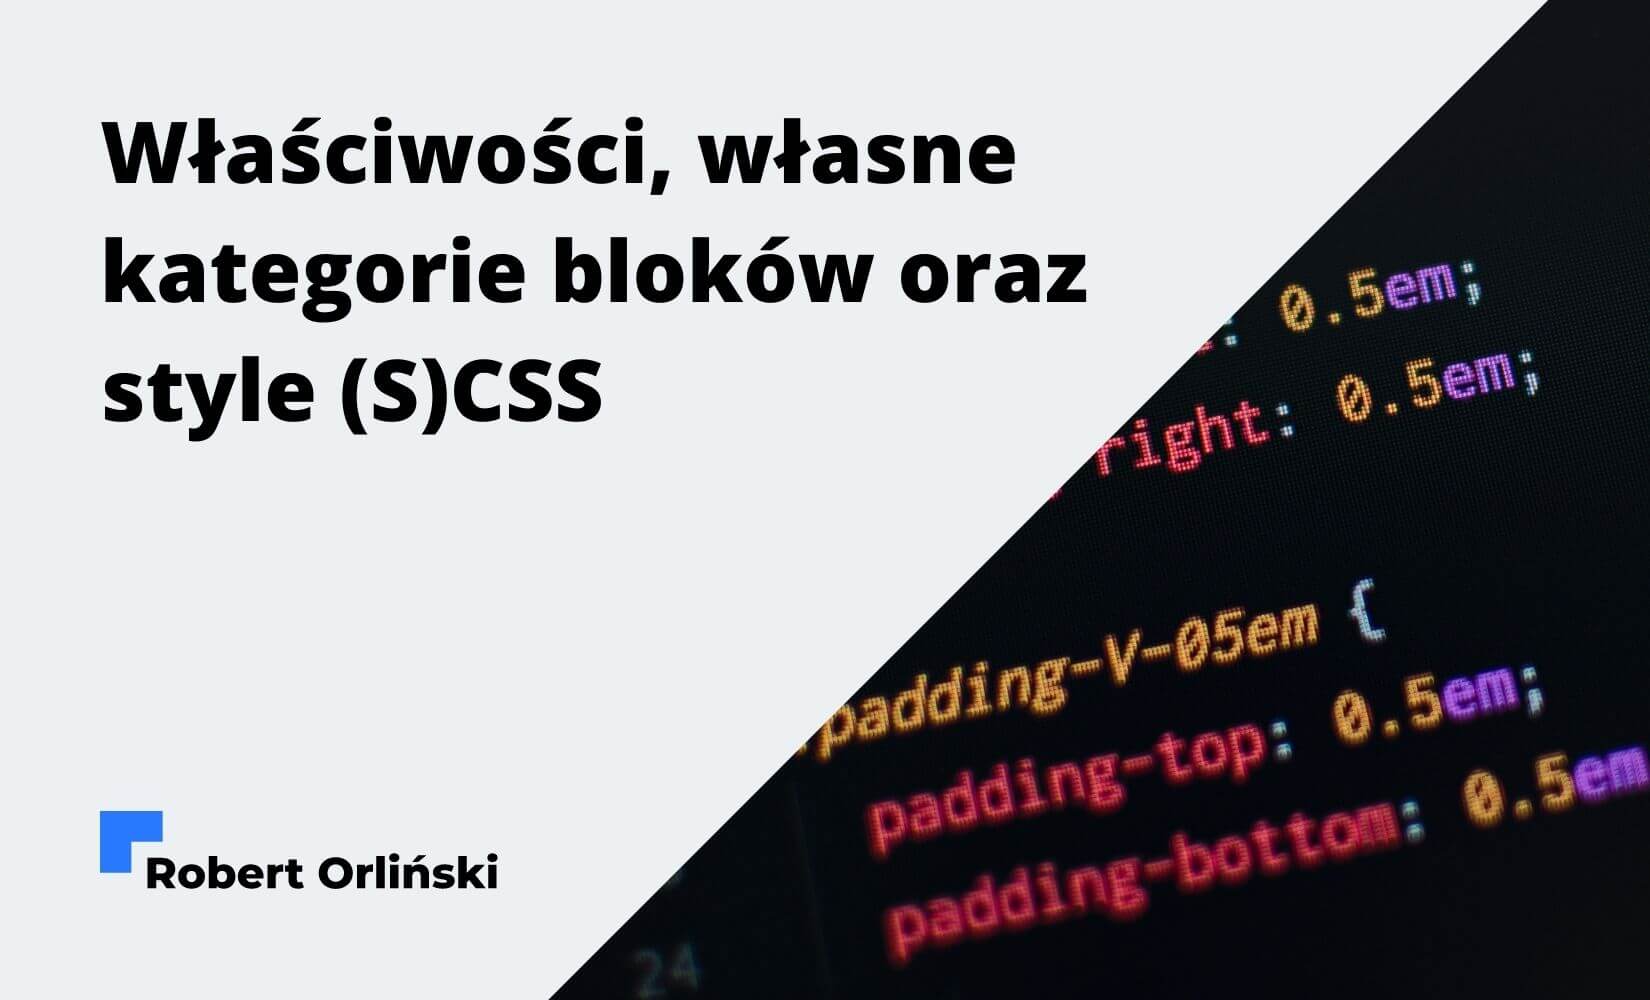 Właściwości, własne
kategorie bloków oraz
style (S)CSS
: 0.5em;
right: 0.5em;
padding-V-05em {
padding-top: 0.5em;
padding-bottom: 0.5em
24
Robert Orliński